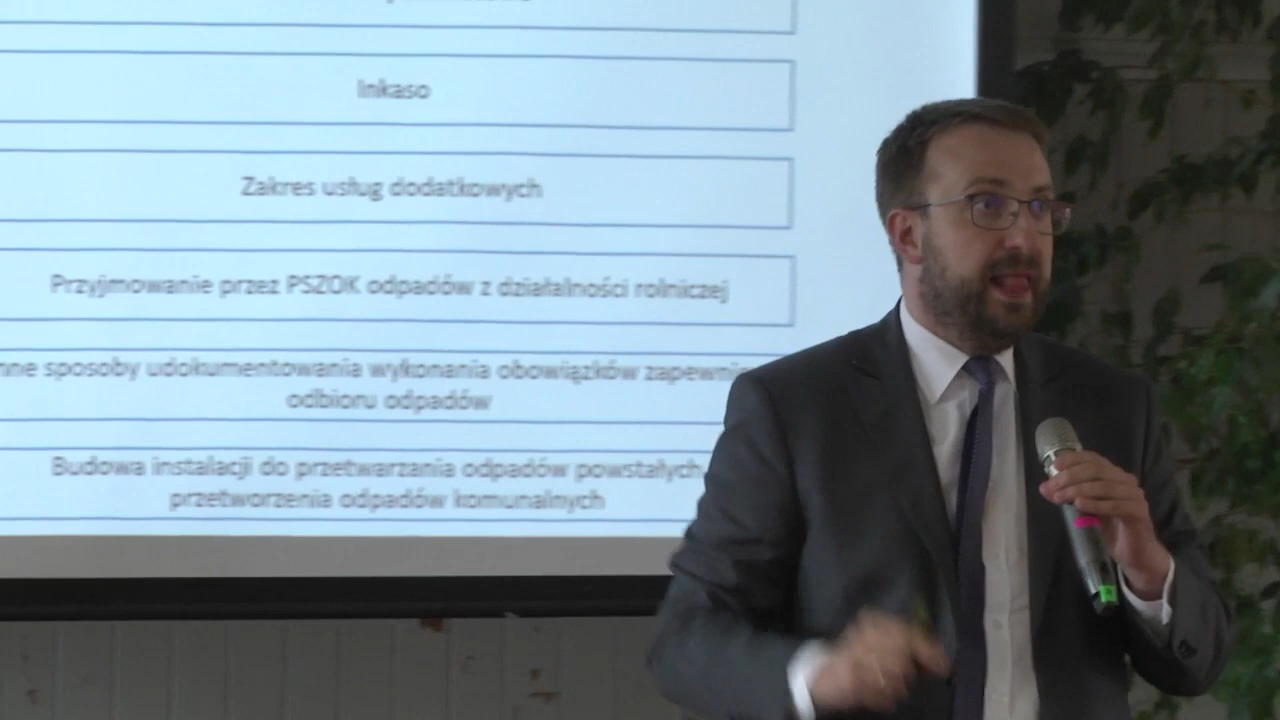 Inkaso
Zakres usług dodatkowych
Przyjmowanie przez PSZOK odpadów z działalności rolniczej
sposoby udokumentowania wykonania obowiązków
odbioru odpadów
Budowa instalacji do przetwarzania odpadów powstałych
przetworzenia odpadów komunalnych